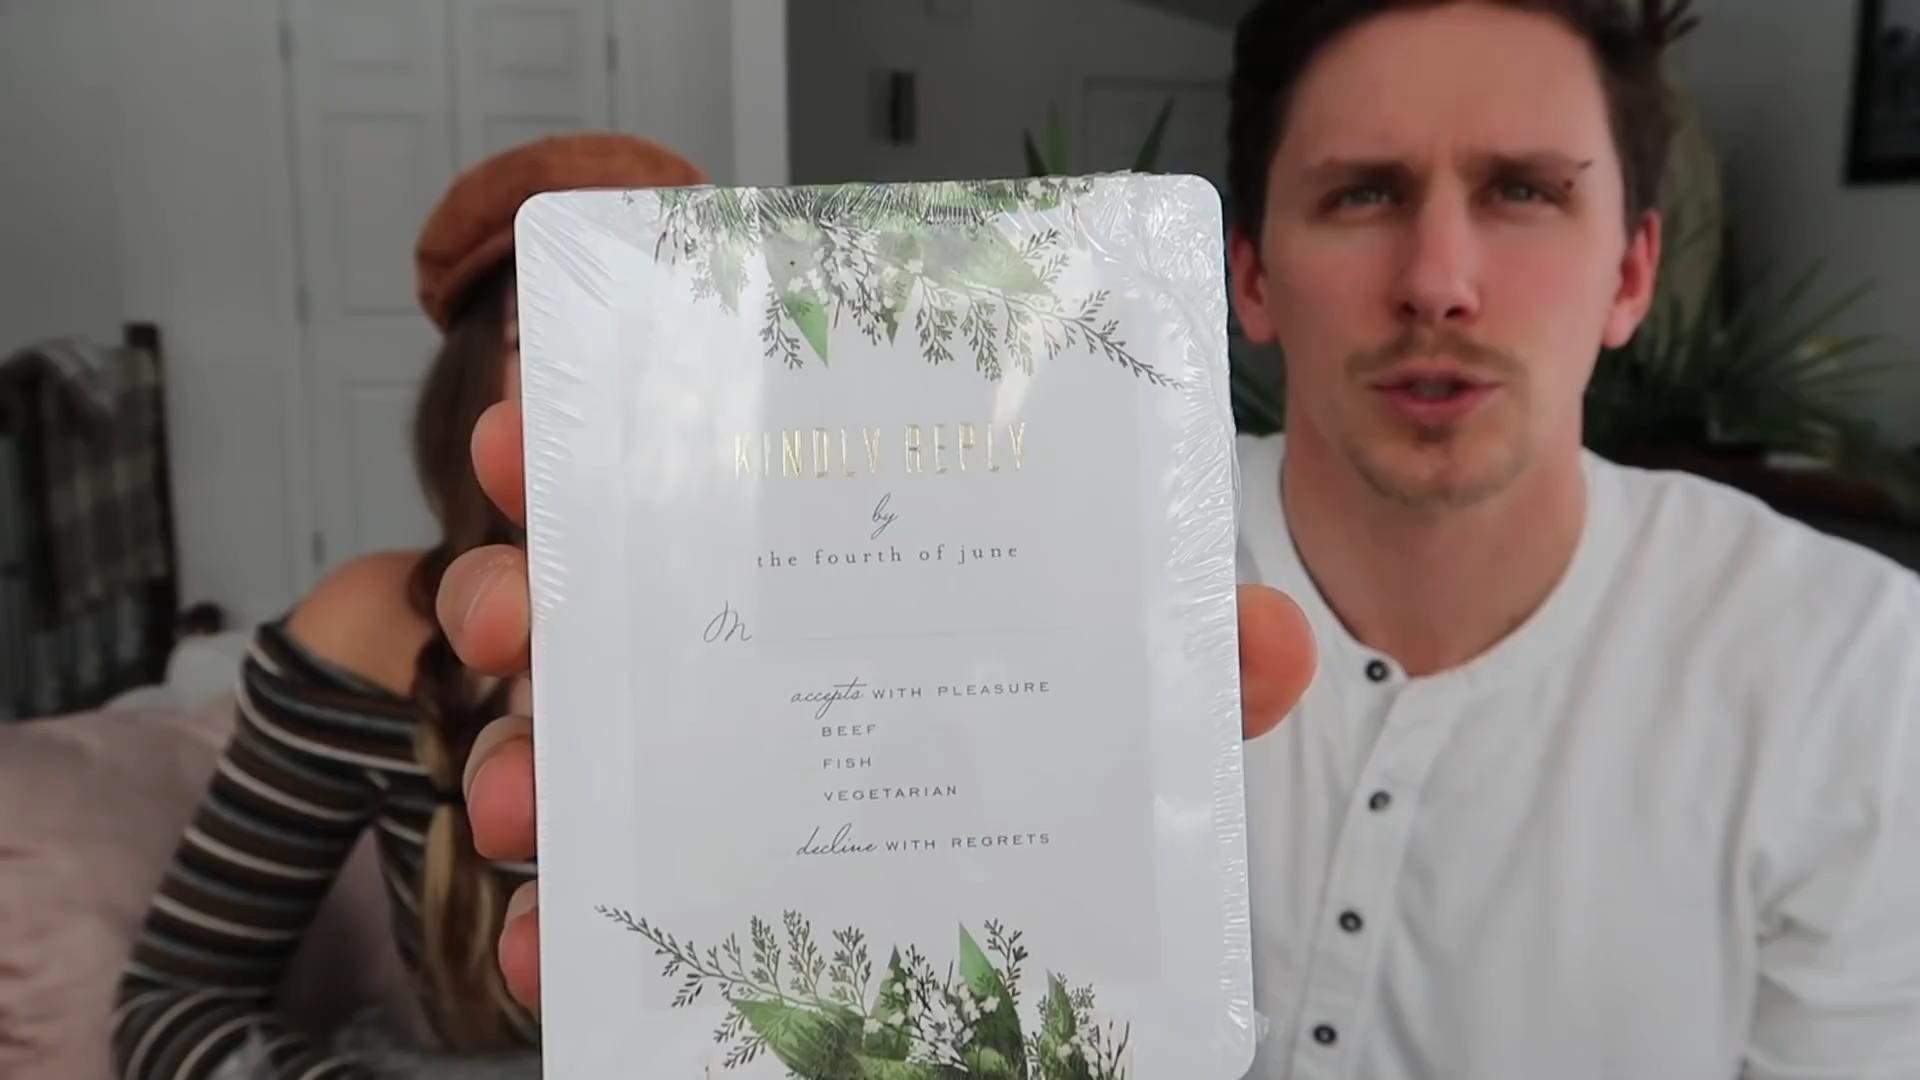 KINDLY REPLY
by
the fourth of june
M
accepts WITH PLEASURE
BEEF
FISH
VEGETARIAN
decline WITH REGRETS